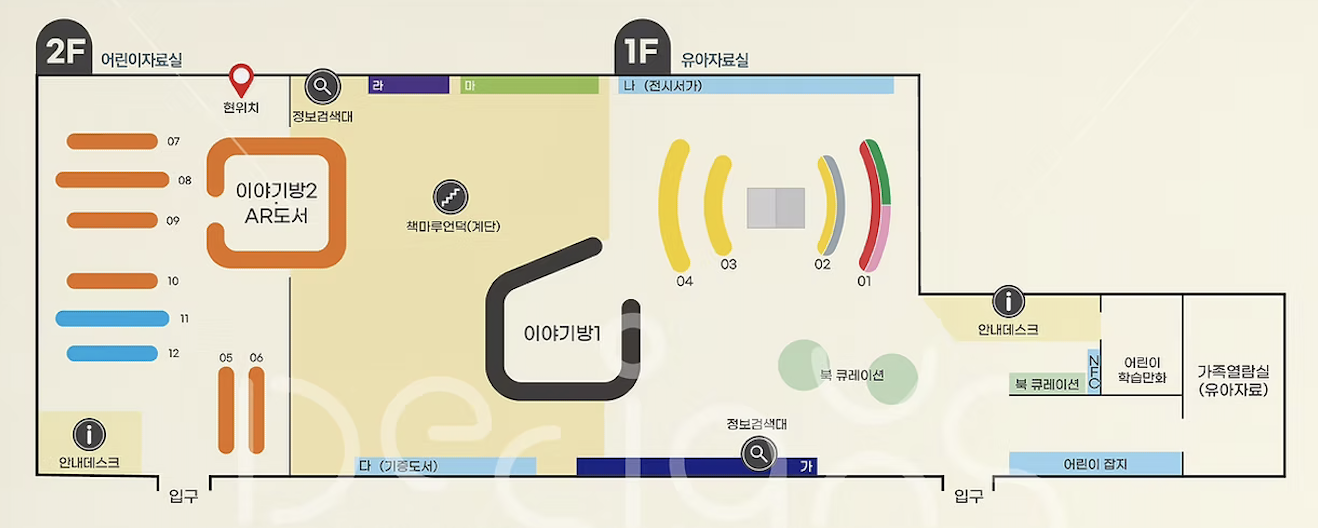 2F 어린이자료실
1F 유아자료실
현위치
정보검색대
라
마
나 (전시서가)
07
08
09
10
11
12
05 06
이야기방2
AR도서
책마루언덕(계단)
이야기방1
04
03
02
01
북 큐레이션
정보검색대
다 (기증도서)
가
안내데스크
입구
안내데스크
북 큐레이션
NFC
어린이
학습만화
가족열람실
(유아자료)
어린이 잡지
입구